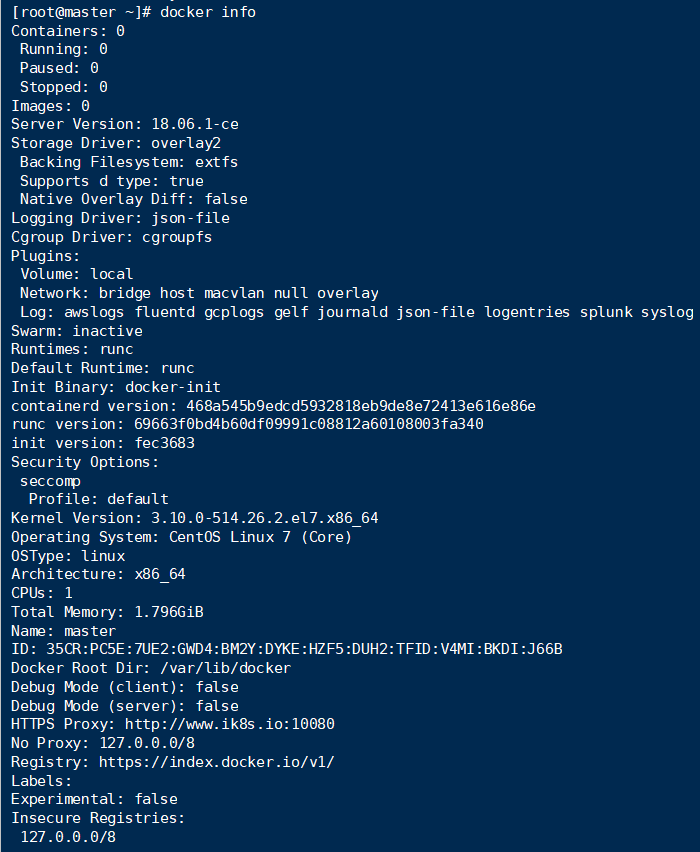 [root@master ~]# docker info
Containers: 0
 Running: 0
 Paused: 0
 Stopped: 0
Images: 0
Server Version: 18.06.1-ce
Storage Driver: overlay2
 Backing Filesystem: extfs
 Supports d type: true
 Native Overlay Diff: false
Logging Driver: json-file
Cgroup Driver: cgroupfs
Plugins:
 Volume: local
 Network: bridge host macvlan null overlay
 Log: awslogs fluentd gcplogs gelf journald json-file logentries splunk syslog
Swarm: inactive
Runtimes: runc
Default Runtime: runc
Init Binary: docker-init
containerd version: 468a545b9edcd5932818eb9de8e72413e616e86e
runc version: 69663f0bd4b60df09991c08812a60108003fa340
init version: fec3683
Security Options:
 seccomp
  Profile: default
Kernel Version: 3.10.0-514.26.2.el7.x86_64
Operating System: CentOS Linux 7 (Core)
OSType: linux
Architecture: x86_64
CPUs: 1
Total Memory: 1.796GiB
Name: master
ID: 35CR:PC5E:7UE2:GWD4:BM2Y:DYKE:HZF5:DUH2:TFID:V4MI:BKDI:J66B
Docker Root Dir: /var/lib/docker
Debug Mode (client): false
Debug Mode (server): false
HTTPS Proxy: http://www.ik8s.io:10080
No Proxy: 127.0.0.0/8
Registry: https://index.docker.io/v1/
Labels:
Experimental: false
Insecure Registries:
 127.0.0.0/8